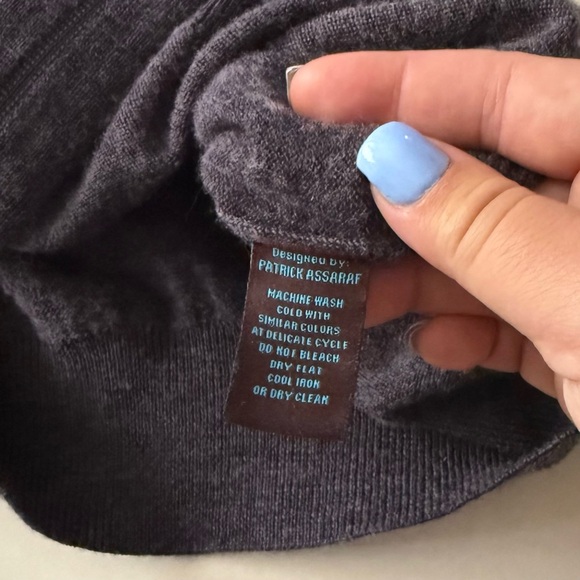 Designed by:
PATRICK ASSARAF
MACHINE WASH
COLD WITH
SIMILAR COLORS
AT DELICATE CYCLE
DO NOT BLEACH
DRY FLAT
COOL IRON
OR DRY CLEAN